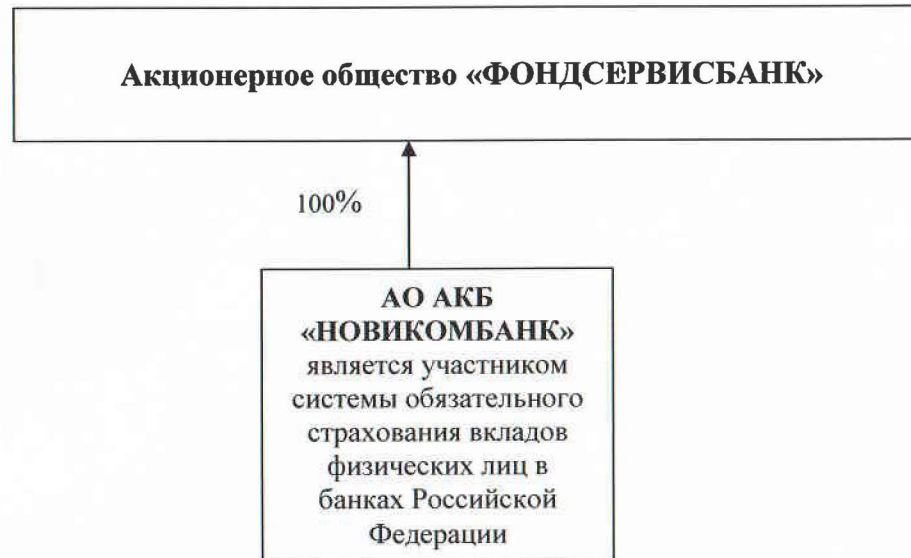 Акционерное общество «ФОНДСЕРВИСБАНК»
100%
АО АКБ
«НОВИКОМБАНК»
является участником
системы обязательного
страхования вкладов
физических лиц в
банках Российской
Федерации